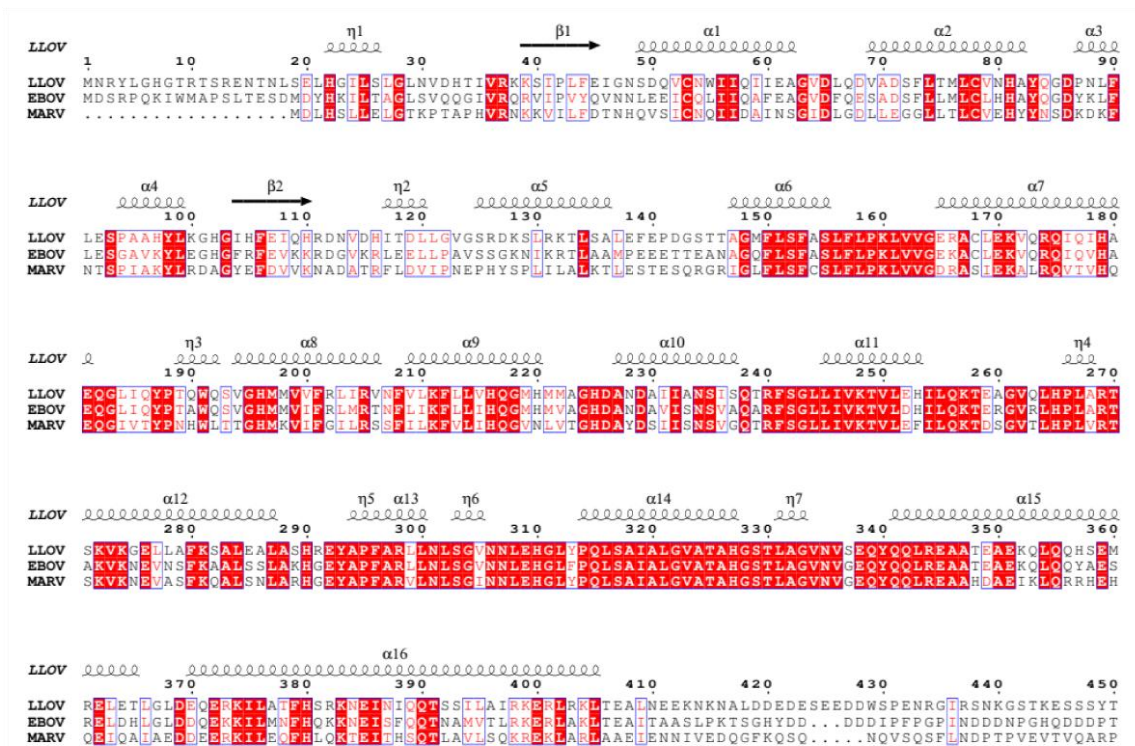 LLOV η1 β1 α1 α2 α3
1 10 20 30 40 50 60 70 80 90
LLOV MNRYLGHGTRTSRENTNLSELHGILSLGLNVDHTIVRKKSIPLFEIGNSDQVCNWIIQIIEAGVDLQDVADSFLTMLCVNHAYQGDPNLF
EBOV MDSRPQKIWMAPSLTESDMDYHKILTAGLSVQQGIVRQRVIPVYQVNNLEEICQLIIQAFEAGVDFQESADSFLLMLCLHHAYQGDYKLF
MARV ..................MDLHSLLELGTKPTAPHVRNKKVILFDTNHQVSICNQIIDAINSGIDLGDLLEGGLLTLCVEHYYNSDKDKF
LLOV α4 β2 η2 α5 α6 α7
100 110 120 130 140 150 160 170 180
LLOV LESPAAHYLKGHGIHFEIQHRDNVDHITDLLGVGSRDKSLRKTLSALEFEPDGSTTAGMFLSFASLFLPKLVVGERACLEKVQRQIQIHA
EBOV LESGAVKYLEGHGFRFEVKKRDGVKRLEELLPAVSSGKNIKRTLAAMPEEETTEANAGQFLSFASLFLPKLVVGEKACLEKVQRQIQVHA
MARV NTSPIAKYLRDAGYEFDVVKNADATRFLDVIPNEPHYSPLILALKTLESTESQRGRIGLFLSFCSLFLPKLVVGDRASIEKALRQVTVHQ
LLOV η3 α8 α9 α10 α11 η4
190 200 210 220 230 240 250 260 270
LLOV EQGLIQYPTQWQSVGHMMVVFRLIRVNFVLKFLLVHQGMHMMAGHDANDAIIANSISQTRFSGLLIVKTVLEHILQKTEAGVQLHPLART
EBOV EQGLIQYPTAWQSVGHMMVIFRLMRTNFLIKFLLIHQGMHMVAGHDANDAVISNSVAQARFSGLLIVKTVLDHILQKTERGVRLHPLART
MARV EQGIVTYPNHWLTTGHMKVIFGILRSSFILKFVLIHQGVNLVTGHDAYDSIISNSVGQTRFSGLLIVKTVLEFILQKTDSGVTLHPLVRT
LLOV α12 η5 α13 η6 α14 η7 α15
280 290 300 310 320 330 340 350 360
LLOV SKVKGELLAFKSALEALASHREYAPFARLLNLSGVNNLEHGLYPQLSAIALGVATAHGSTLAGVNVSEQYQQLREAATEAEKQLQQHSEM
EBOV AKVKNEVNSFKAALSSLAKHGEYAPFARLLNLSGVNNLEHGLFPQLSAIALGVATAHGSTLAGVNVGEQYQQLREAATEAEKQLQQYAES
MARV SKVKNEVASFKQALSNLARHGEYAPFARVLNLSGINNLEHGLYPQLSAIALGVATAHGSTLAGVNVGEQYQQLREAAHDAEIKLQRRHEH
LLOV α16
370 380 390 400 410 420 430 440 450
LLOV RELETLGLDEQERKILATFHSRKNEINIQQTSSILAIRKERLRKLTEALNEEKNKNALDDEDESEEDDWSPENRGIRSNKGSTKESSSYT
EBOV RELDHLGLDDQEKKILMNFHQKKNEISFQQTNAMVTLRKERLAKLTEAITAASLPKTSGHYDD...DDDIPFPGPINDDDNPGHQDDDPT
MARV QEIQAIAEDDEERKILEQFHLQKTEITHSQTLAVLSQKREKLARLAAEIENNIVEDQGFKQSQ...NQVSQSFLNDPTPVEVTVQARP